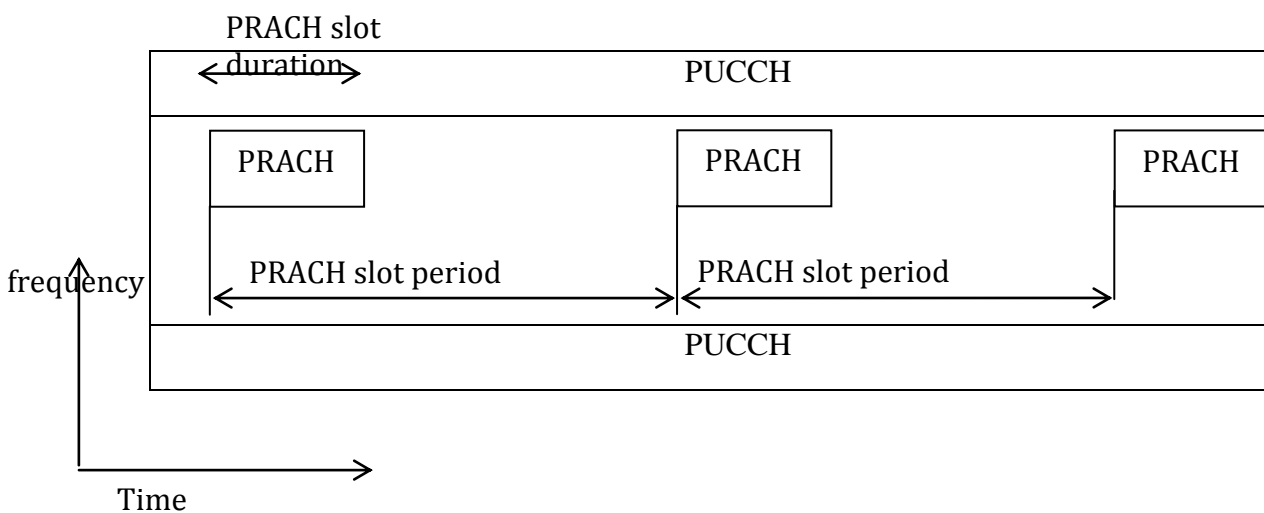 PRACH slot
duration
PUCCH
PRACH
PRACH
PRACH
PRACH slot period
PRACH slot period
frequency
PUCCH
Time